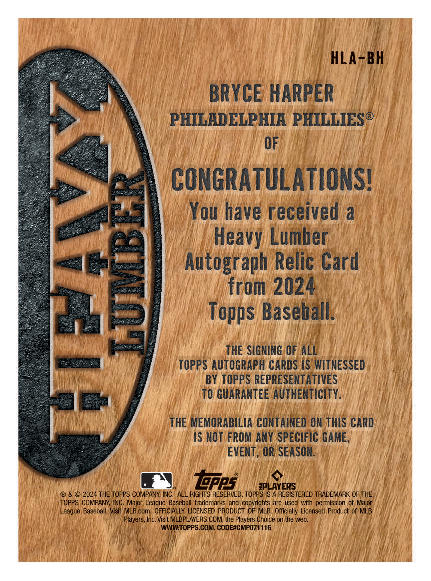 HLA-BH
BRYCE HARPER
PHILADELPHIA PHILLIES®
OF
CONGRATULATIONS!
You have received a
Heavy Lumber
Autograph Relic Card
from 2024
Topps Baseball.
HEAVY
LUMBER
THE SIGNING OF ALL
TOPPS AUTOGRAPH CARDS IS WITNESSED
BY TOPPS REPRESENTATIVES
TO GUARANTEE AUTHENTICITY.
THE MEMORABILIA CONTAINED ON THIS CARD
IS NOT FROM ANY SPECIFIC GAME,
EVENT, OR SEASON.
Topps®
PLAYERS
® & © 2024 THE TOPPS COMPANY, INC. ALL RIGHTS RESERVED. TOPPS IS A REGISTERED TRADEMARK OF THE
TOPPS COMPANY, INC. Major League Baseball trademarks and copyrights are used with permission of Major
League Baseball. Visit MLB.com. OFFICIALLY LICENSED PRODUCT OF MLB. Officially Licensed Product of MLB
Players, Inc. Visit MLBPLAYERS.COM, the Players Choice on the web.
WWW.TOPPS.COM. CODE#CMP071116